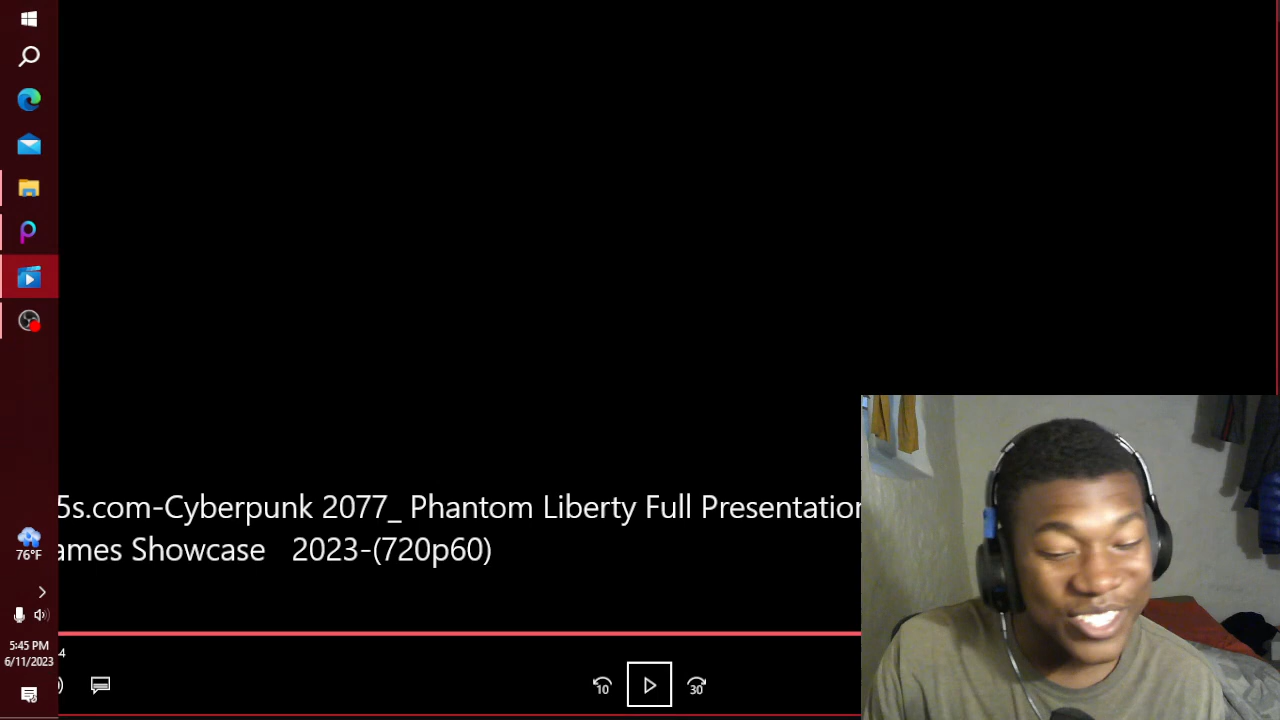 5s.com-Cyberpunk 2077_ Phantom Liberty Full Presentation
ames Showcase   2023-(720p60)
4
10
30
76°F
5:45 PM
6/11/2023